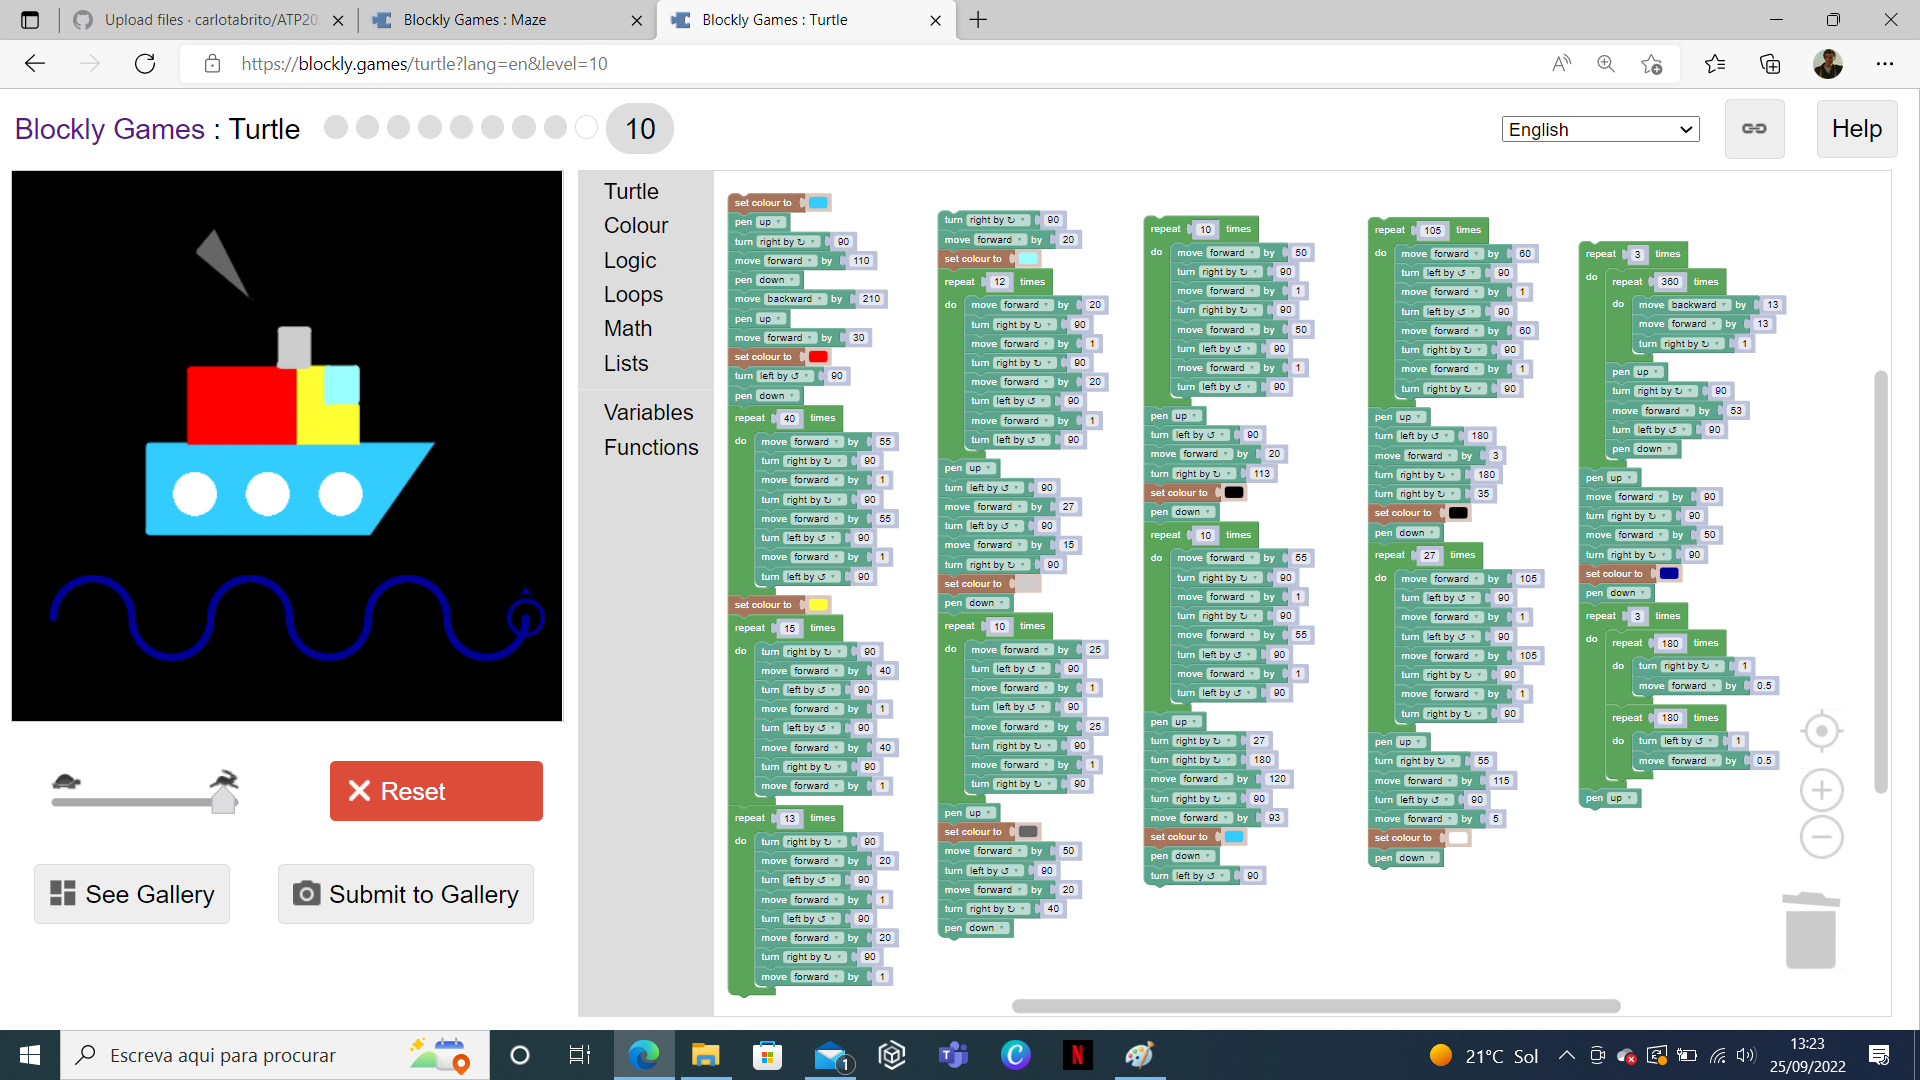 Upload files · carlotabrito/ATP20
Blockly Games : Maze
Blockly Games : Turtle
https://blockly.games/turtle?lang=en&level=10
Blockly Games : Turtle
10
English
Help
Turtle
Colour
Logic
Loops
Math
Lists
Variables
Functions
set colour to
pen up
turn right by ↻ 90
move forward by 110
pen down
move backward by 210
pen up
move forward by 30
set colour to
turn left by ↺ 90
pen down
repeat 40 times
do move forward by 55
turn right by ↻ 90
move forward by 1
turn right by ↻ 90
move forward by 55
turn left by ↺ 90
move forward by 1
turn left by ↺ 90
set colour to
repeat 15 times
do turn right by ↻ 90
move forward by 40
turn left by ↺ 90
move forward by 1
turn left by ↺ 90
move forward by 40
turn right by ↻ 90
move forward by 1
repeat 13 times
do turn right by ↻ 90
move forward by 20
turn left by ↺ 90
move forward by 1
turn left by ↺ 90
move forward by 20
turn right by ↻ 90
move forward by 1
turn right by ↻ 90
move forward by 20
set colour to
repeat 12 times
do move forward by 20
turn right by ↻ 90
move forward by 1
turn right by ↻ 90
move forward by 20
turn left by ↺ 90
move forward by 1
turn left by ↺ 90
pen up
turn left by ↺ 90
move forward by 27
turn left by ↺ 90
move forward by 15
turn right by ↻ 90
set colour to
pen down
repeat 10 times
do move forward by 25
turn left by ↺ 90
move forward by 1
turn left by ↺ 90
move forward by 25
turn right by ↻ 90
move forward by 1
turn right by ↻ 90
pen up
set colour to
move forward by 50
turn left by ↺ 90
move forward by 20
turn right by ↻ 40
pen down
repeat 10 times
do move forward by 50
turn right by ↻ 90
move forward by 1
turn right by ↻ 90
move forward by 50
turn left by ↺ 90
move forward by 1
turn left by ↺ 90
pen up
turn left by ↺ 90
move forward by 20
turn right by ↻ 113
set colour to
pen down
repeat 10 times
do move forward by 55
turn right by ↻ 90
move forward by 1
turn right by ↻ 90
move forward by 55
turn left by ↺ 90
move forward by 1
turn left by ↺ 90
pen up
turn right by ↻ 27
turn right by ↻ 180
move forward by 120
turn right by ↻ 90
move forward by 93
set colour to
pen down
turn left by ↺ 90
repeat 105 times
do move forward by 60
turn left by ↺ 90
move forward by 1
turn left by ↺ 90
move forward by 60
turn right by ↻ 90
move forward by 1
turn right by ↻ 90
pen up
turn left by ↺ 180
move forward by 3
turn right by ↻ 180
turn right by ↻ 35
set colour to
pen down
repeat 27 times
do move forward by 105
turn left by ↺ 90
move forward by 1
turn left by ↺ 90
move forward by 105
turn right by ↻ 90
move forward by 1
turn right by ↻ 90
pen up
turn right by ↻ 55
move forward by 115
turn left by ↺ 90
move forward by 5
set colour to
pen down
repeat 3 times
do repeat 360 times
do move backward by 13
move forward by 13
turn right by ↻ 1
pen up
turn right by ↻ 90
move forward by 53
turn left by ↺ 90
pen down
pen up
move forward by 90
turn right by ↻ 90
move forward by 50
turn right by ↻ 90
set colour to
pen down
repeat 3 times
do repeat 180 times
do turn right by ↻ 1
move forward by 0.5
repeat 180 times
do turn left by ↺ 1
move forward by 0.5
pen up
Reset
See Gallery
Submit to Gallery
Escreva aqui para procurar
1
21°C Sol
13:23
25/09/2022